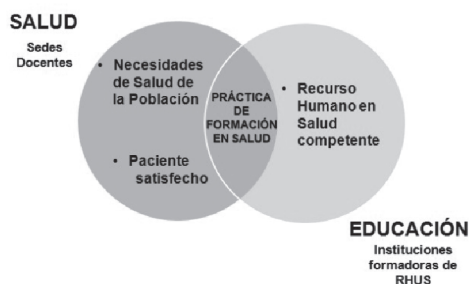 SALUD
Sedes
Docentes
• Necesidades
de Salud de
la Población
• Paciente
satisfecho
PRÁCTICA
DE
FORMACIÓN
EN SALUD
• Recurso
Humano en
Salud
competente
EDUCACIÓN
Instituciones
formadoras de
RHUS